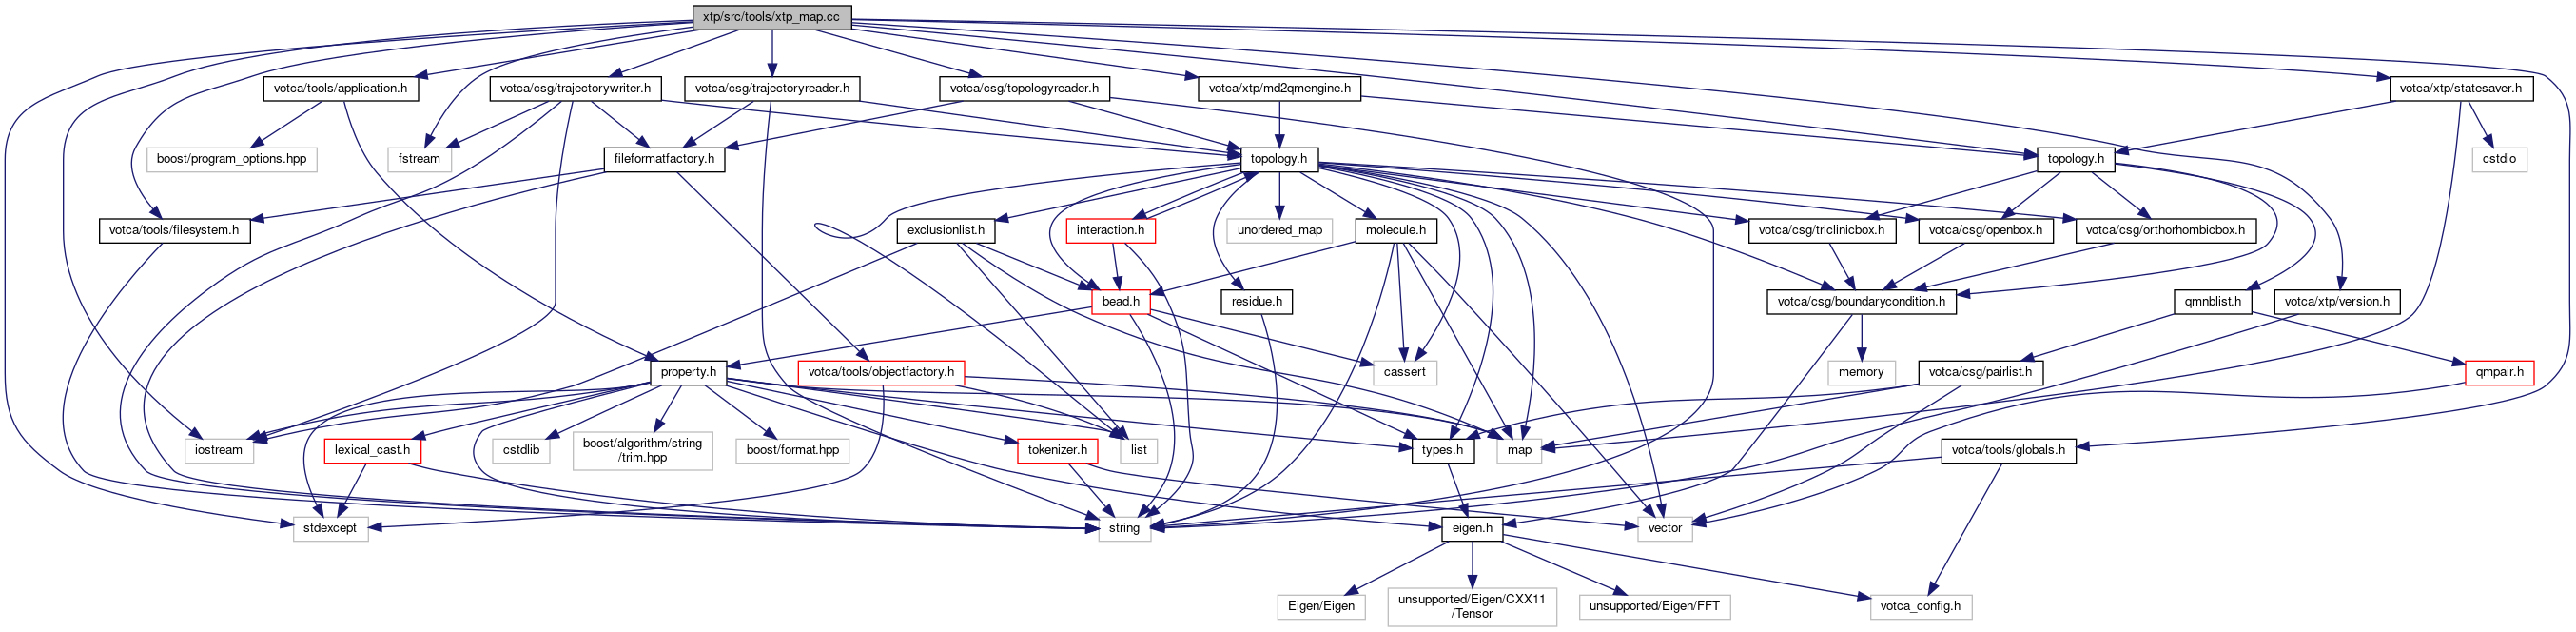 xtp/src/tools/xtp_map.cc
votca/tools/application.h
votca/csg/trajectorywriter.h
votca/csg/trajectoryreader.h
votca/csg/topologyreader.h
votca/xtp/md2qmengine.h
votca/xtp/statesaver.h
boost/program_options.hpp
fstream
fileformatfactory.h
topology.h
topology.h
cstdio
votca/tools/filesystem.h
exclusionlist.h
interaction.h
unordered_map
molecule.h
votca/csg/triclinicbox.h
votca/csg/openbox.h
votca/csg/orthorhombicbox.h
bead.h
residue.h
votca/csg/boundarycondition.h
qmnblist.h
votca/xtp/version.h
property.h
votca/tools/objectfactory.h
cassert
memory
votca/csg/pairlist.h
qmpair.h
iostream
lexical_cast.h
cstdlib
boost/algorithm/string
/trim.hpp
boost/format.hpp
tokenizer.h
list
types.h
map
votca/tools/globals.h
stdexcept
string
eigen.h
vector
Eigen/Eigen
unsupported/Eigen/CXX11
/Tensor
unsupported/Eigen/FFT
votca_config.h